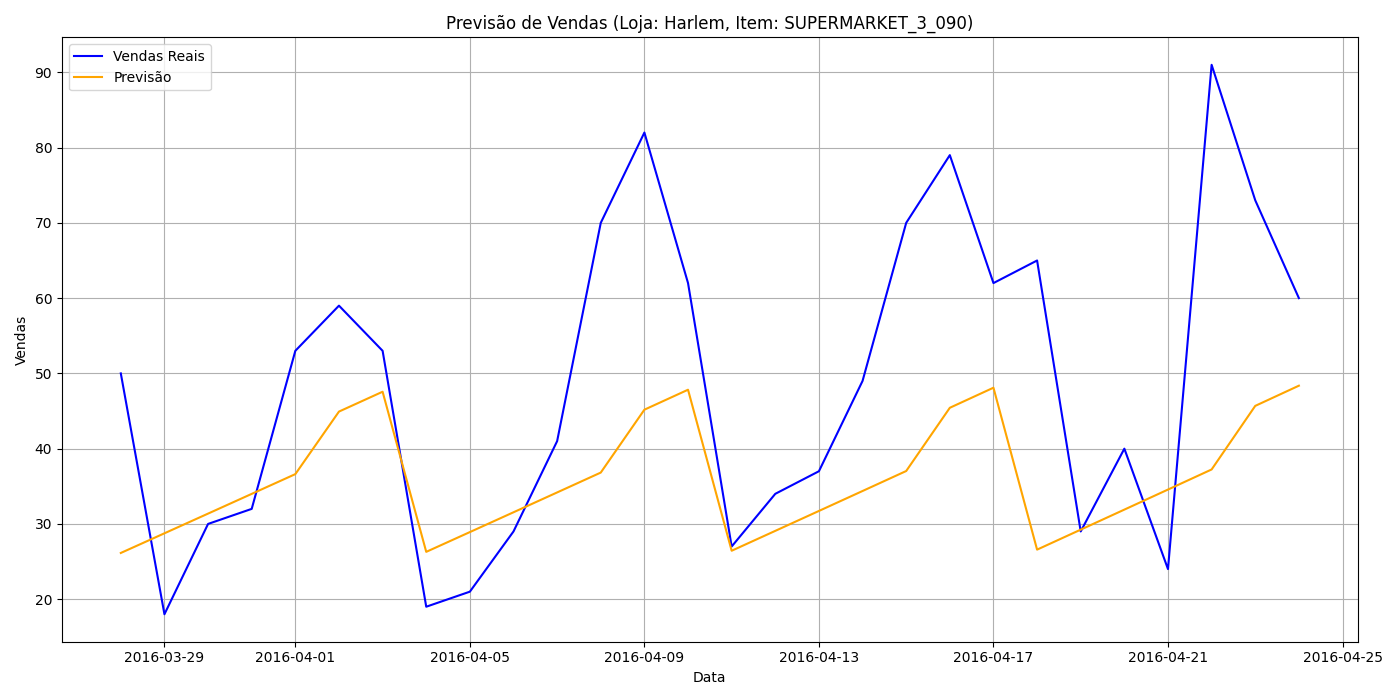 Previsão de Vendas (Loja: Harlem, Item: SUPERMARKET_3_090)
Vendas Reais
Previsão
90
80
70
60
50
40
30
20
Vendas
2016-03-29 2016-04-01 2016-04-05 2016-04-09 2016-04-13 2016-04-17 2016-04-21 2016-04-25
Data